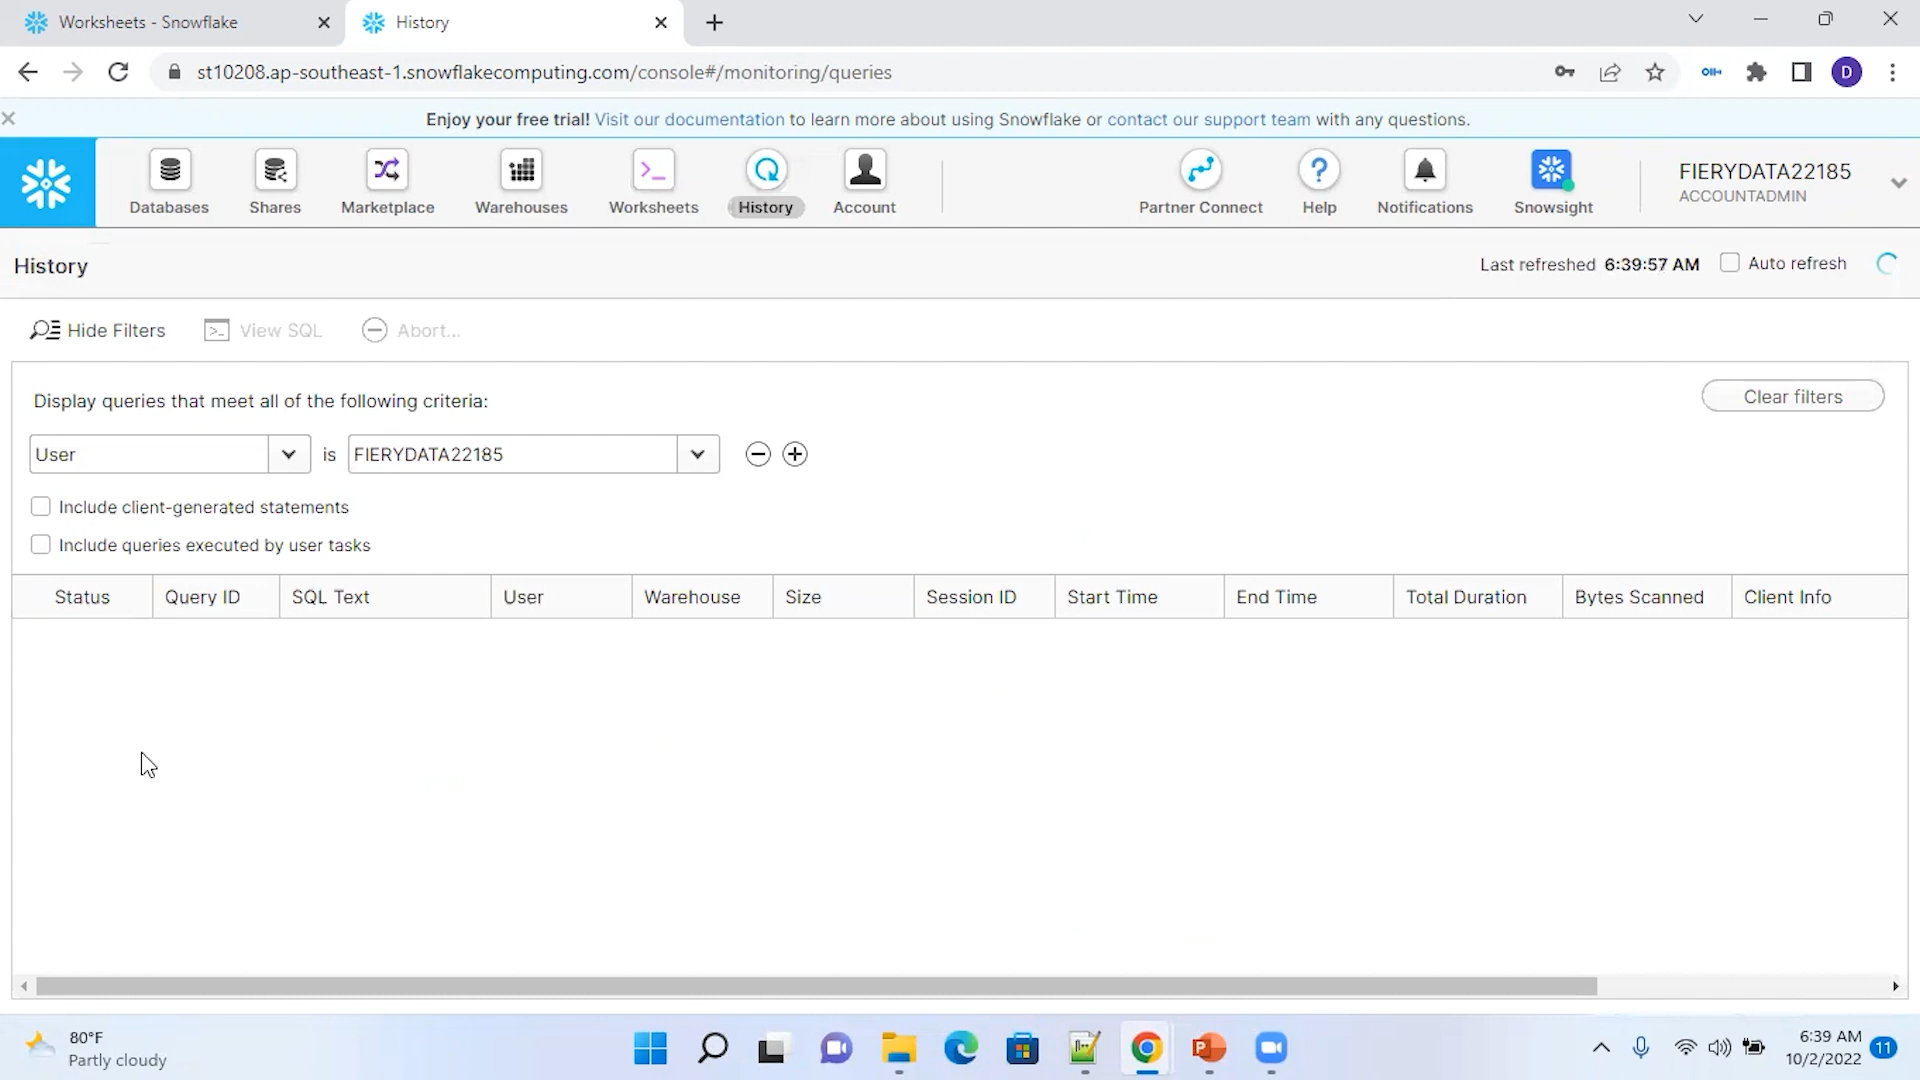 Worksheets - Snowflake
History
st10208.ap-southeast-1.snowflakecomputing.com/console#/monitoring/queries
D
Enjoy your free trial! Visit our documentation to learn more about using Snowflake or contact our support team with any questions.
Databases
Shares
Marketplace
Warehouses
Worksheets
History
Account
Partner Connect
Help
Notifications
Snowsight
FIERYDATA22185
ACCOUNTADMIN
History
Last refreshed 6:39:57 AM
Auto refresh
Hide Filters
View SQL
Abort...
Display queries that meet all of the following criteria:
Clear filters
User
is
FIERYDATA22185
Include client-generated statements
Include queries executed by user tasks
Status
Query ID
SQL Text
User
Warehouse
Size
Session ID
Start Time
End Time
Total Duration
Bytes Scanned
Client Info
80°F
Partly cloudy
6:39 AM
10/2/2022
11